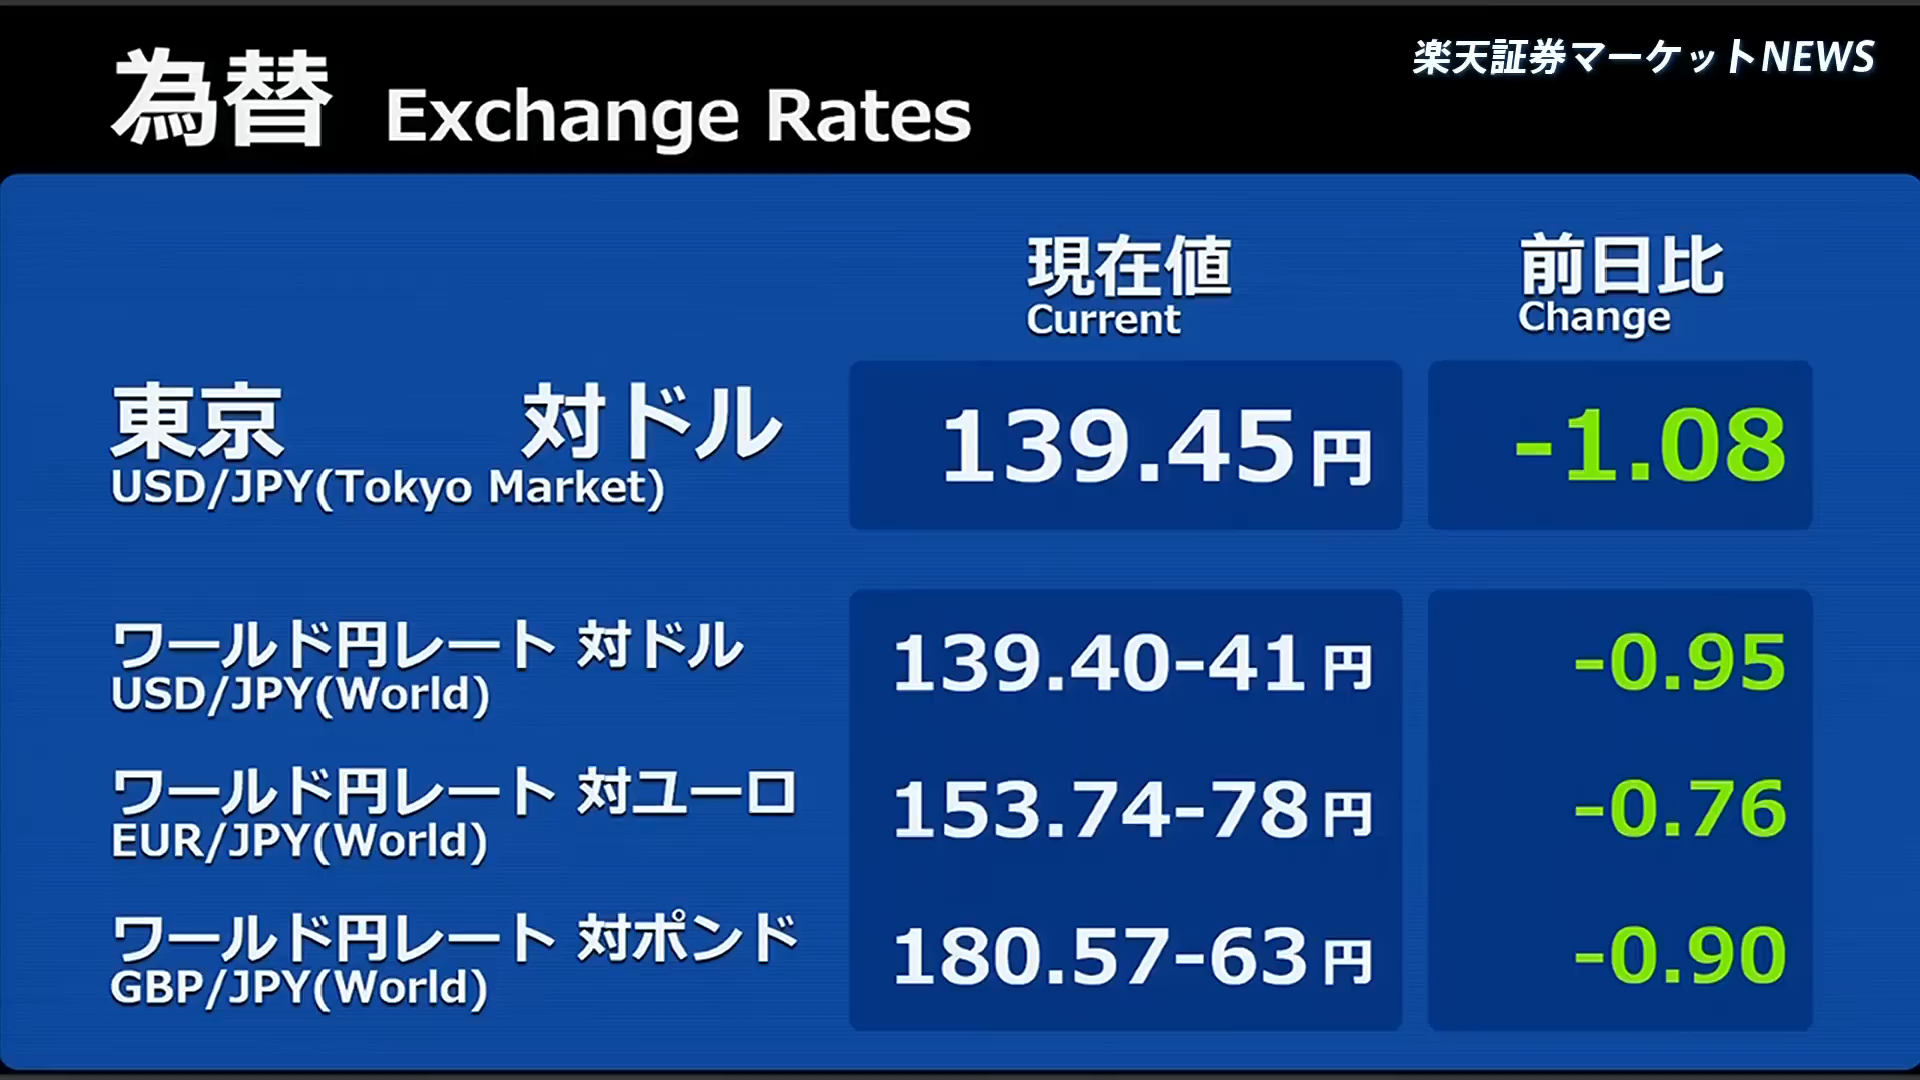 楽天証券マーケットNEWS
為替 Exchange Rates
現在値 前日比
Current Change
東京 対ドル 139.45円 -1.08
USD/JPY(Tokyo Market)
ワールド円レート 対ドル 139.40-41円 -0.95
USD/JPY(World)
ワールド円レート 対ユーロ 153.74-78円 -0.76
EUR/JPY(World)
ワールド円レート 対ポンド 180.57-63円 -0.90
GBP/JPY(World)